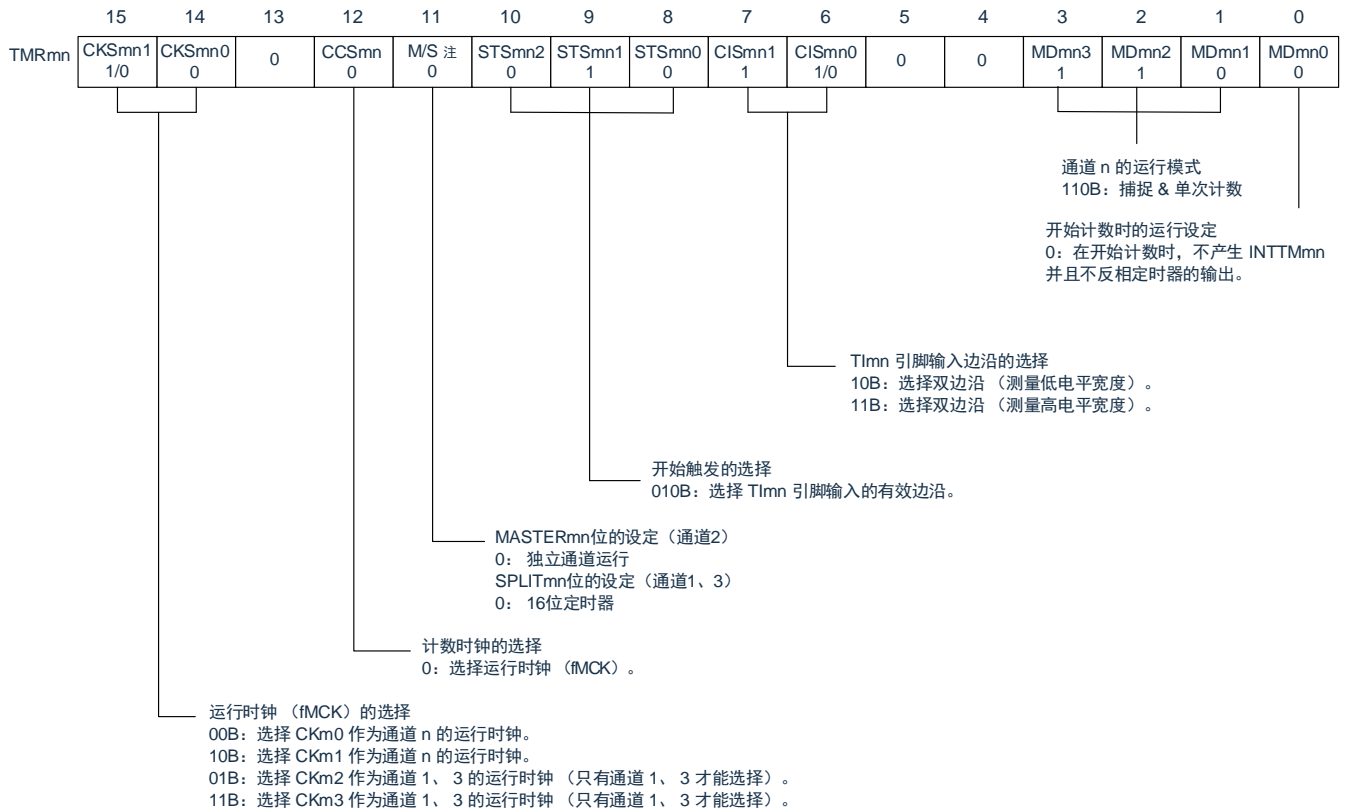 15 14 13 12 11 10 9 8 7 6 5 4 3 2 1 0
TMRmn CKSmn1 CKSmn0 0 CCSmn M/S 注 STSmn2 STSmn1 STSmn0 CISmn1 CISmn0 0 0 MDmn3 MDmn2 MDmn1 MDmn0
1/0 0 0 0 0 1 0 1 1/0 1 1 0 0
通道 n 的运行模式
110B：捕捉 & 单次计数
开始计数时的运行设定
0：在开始计数时，不产生 INTTMmn
并且不反相定时器的输出。
TImn 引脚输入边沿的选择
10B：选择双边沿 （测量低电平宽度）。
11B：选择双边沿 （测量高电平宽度）。
开始触发的选择
010B：选择 TImn 引脚输入的有效边沿。
MASTERmn位的设定（通道2）
0： 独立通道运行
SPLITmn位的设定（通道1、3）
0： 16位定时器
计数时钟的选择
0：选择运行时钟 （fMCK）。
运行时钟 （fMCK）的选择
00B：选择 CKm0 作为通道 n 的运行时钟。
10B：选择 CKm1 作为通道 n 的运行时钟。
01B：选择 CKm2 作为通道 1、 3 的运行时钟 （只有通道 1、 3 才能选择）。
11B：选择 CKm3 作为通道 1、 3 的运行时钟 （只有通道 1、 3 才能选择）。